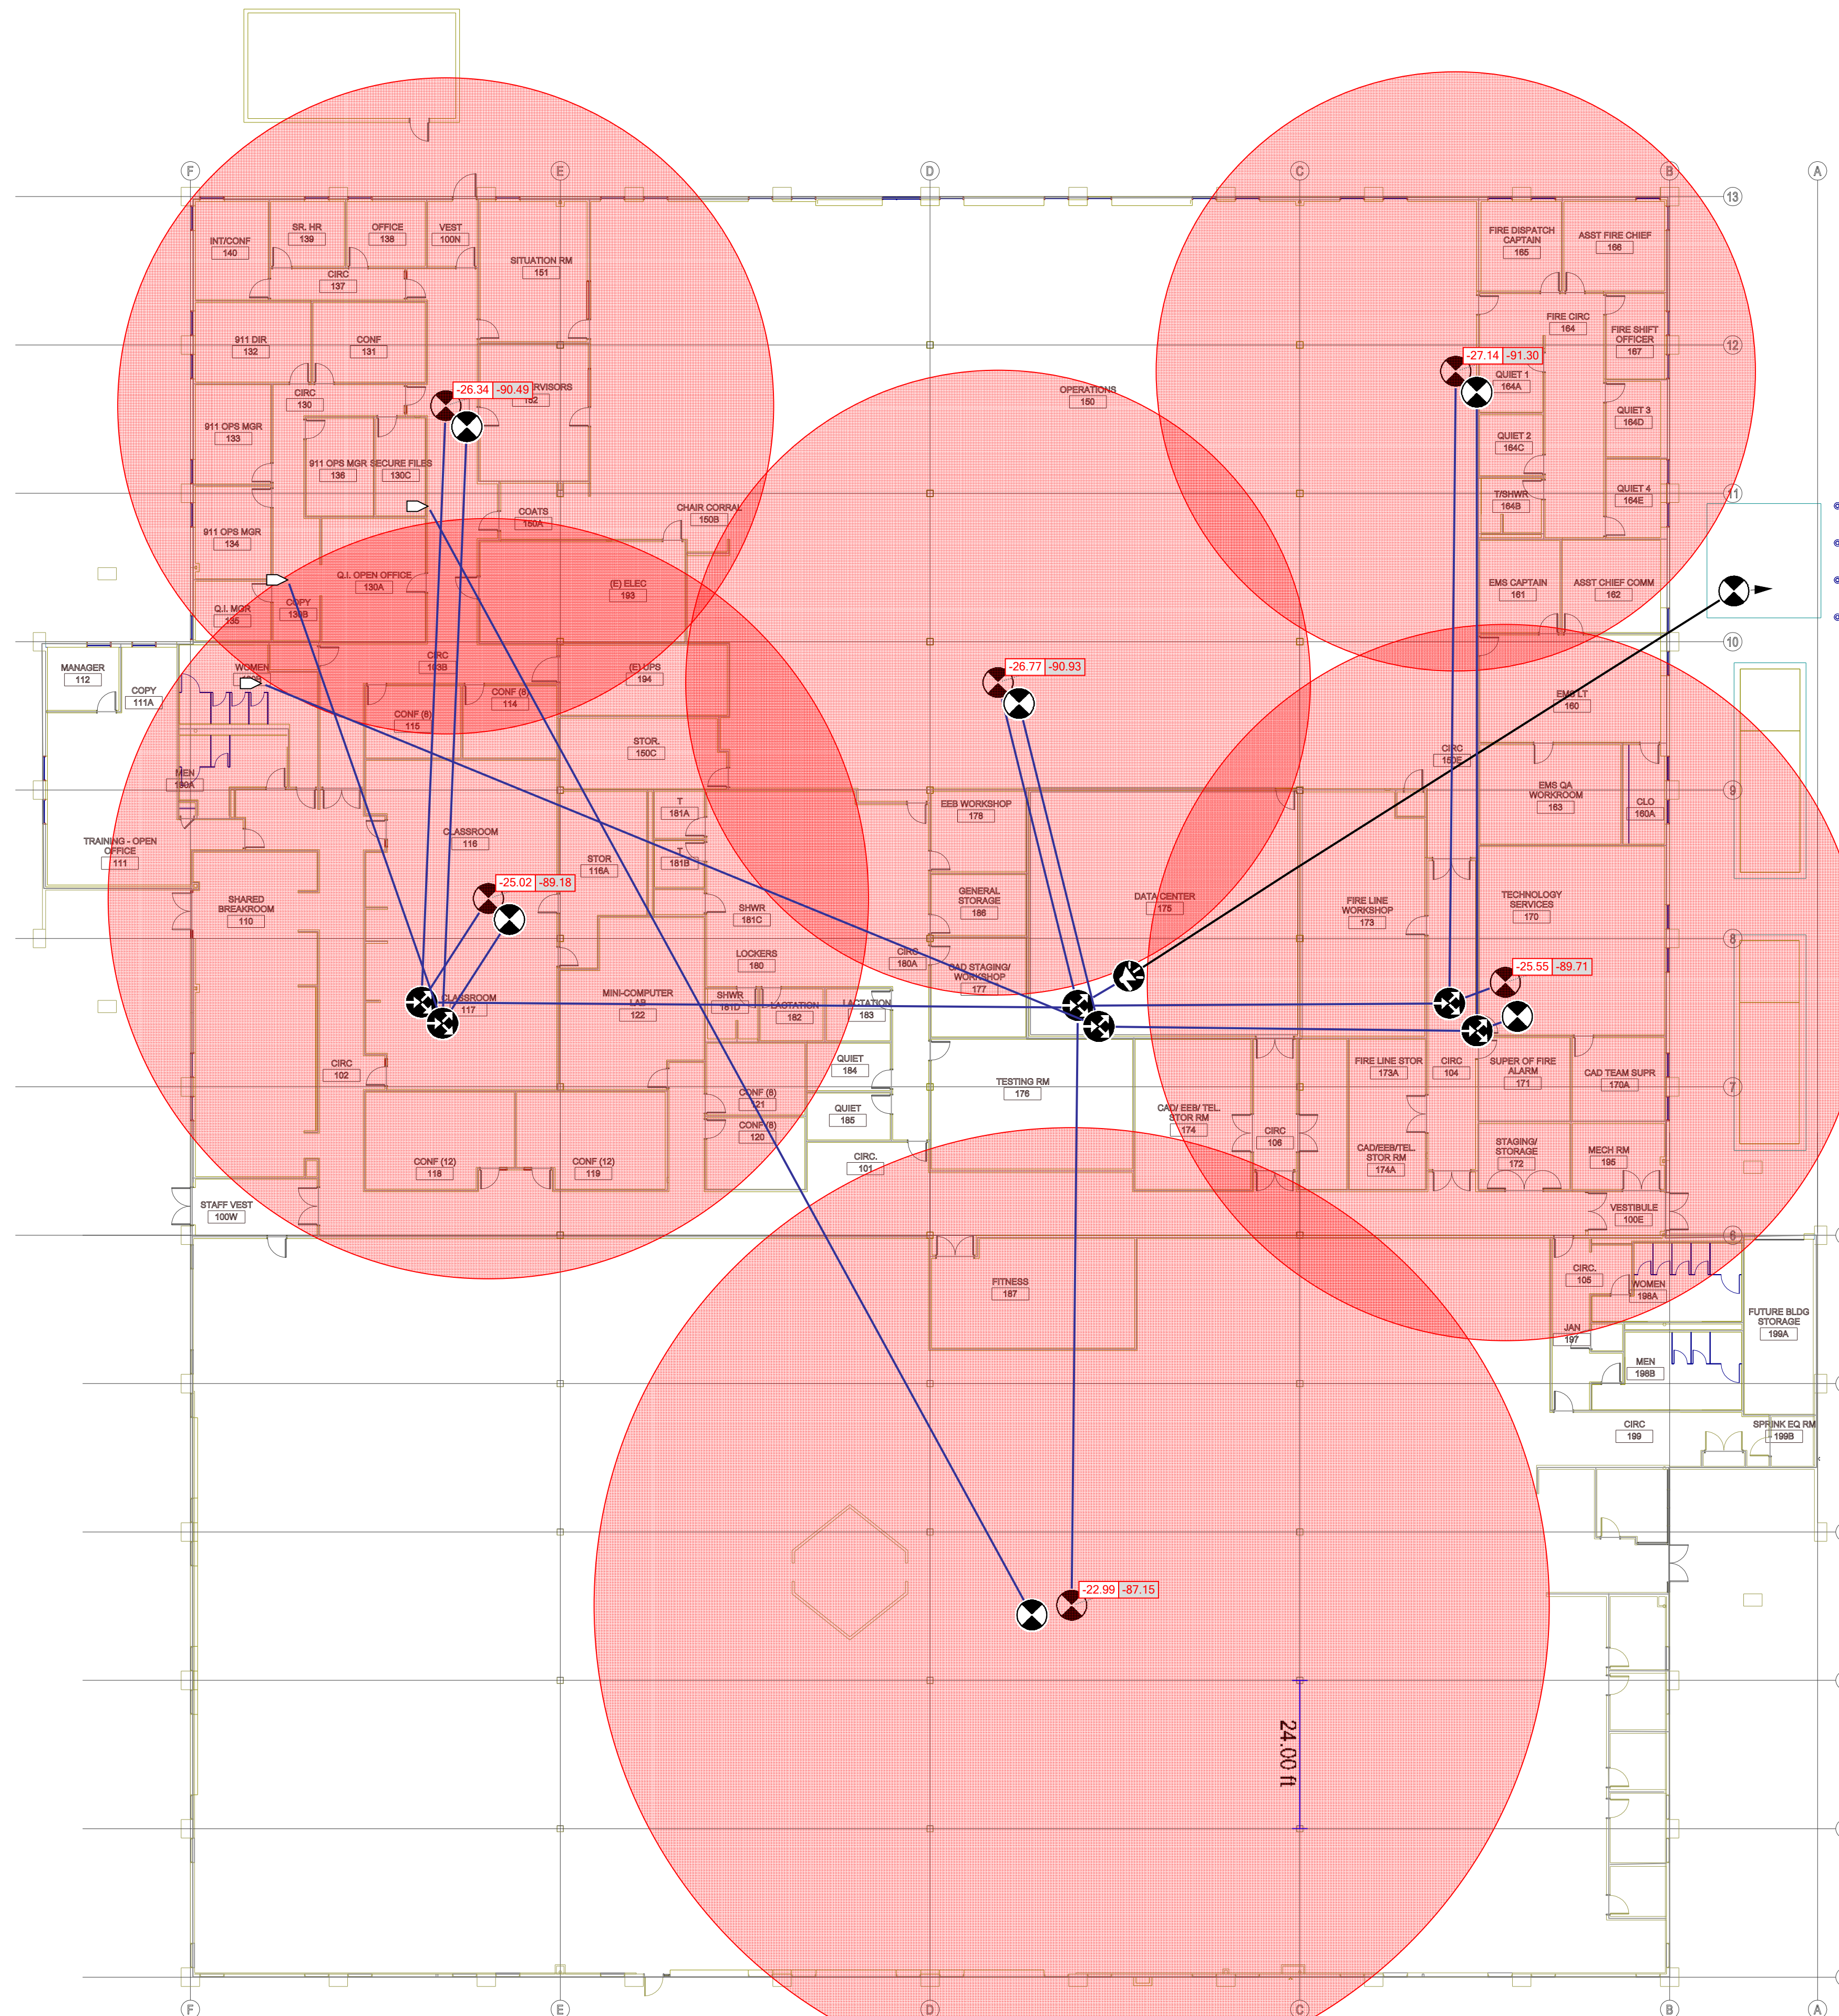 F
E
D
C
B
A
13
SR. HR
139
OFFICE
138
VEST
100N
INT/CONF
140
SITUATION RM
151
CIRC
137
FIRE DISPATCH
CAPTAIN
165
ASST FIRE CHIEF
166
911 DIR
132
CONF
131
FIRE CIRC
164
FIRE SHIFT
OFFICER
167
12
-26.34 -90.49
RVISORS
152
CIRC
130
OPERATIONS
150
-27.14 -91.30
QUIET 1
164A
911 OPS MGR
133
QUIET 3
164D
QUIET 2
164C
911 OPS MGR
136
SECURE FILES
130C
QUIET 4
164E
11
T/SHWR
164B
COATS
150A
CHAIR CORRAL
150B
911 OPS MGR
134
Q.I. OPEN OFFICE
130A
(E) ELEC
193
EMS CAPTAIN
161
ASST CHIEF COMM
162
Q.I. MGR
135
COPY
130B
10
MANAGER
112
COPY
111A
WOMEN
CIRC
103B
(E) UPS
194
-26.77 -90.93
CONF (8)
114
CONF (8)
115
EMS LT
160
STOR.
150C
CIRC
150E
MEN
190A
9
EMS QA
WORKROOM
163
CLO
160A
T
181A
EEB WORKSHOP
178
TRAINING - OPEN
OFFICE
111
CLASSROOM
116
STOR
116A
T
181B
-25.02 -89.18
SHARED
BREAKROOM
110
GENERAL
STORAGE
186
DATA CENTER
175
FIRE LINE
WORKSHOP
173
TECHNOLOGY
SERVICES
170
SHWR
181C
8
LOCKERS
180
CIRC
180A
CAD STAGING/
WORKSHOP
177
-25.55 -89.71
CLASSROOM
117
MINI-COMPUTER
LAB
122
SHWR
181D
LACTATION
182
LACTATION
183
CIRC
102
QUIET
184
TESTING RM
176
FIRE LINE STOR
173A
CIRC
104
SUPER OF FIRE
ALARM
171
CAD TEAM SUPR
170A
7
CONF (8)
121
QUIET
185
CAD/ EEB/ TEL.
STOR RM
174
CONF (8)
120
CIRC
106
CAD/EEB/TEL.
STOR RM
174A
STAGING/
STORAGE
172
MECH RM
195
CONF (12)
118
CONF (12)
119
CIRC.
101
STAFF VEST
100W
VESTIBULE
100E
6
FITNESS
187
CIRC.
105
WOMEN
198A
FUTURE BLDG
STORAGE
199A
JAN
197
MEN
198B
CIRC
199
SPRINK EQ RM
199B
-22.99 -87.15
24.00 ft
F
E
D
C
B
A